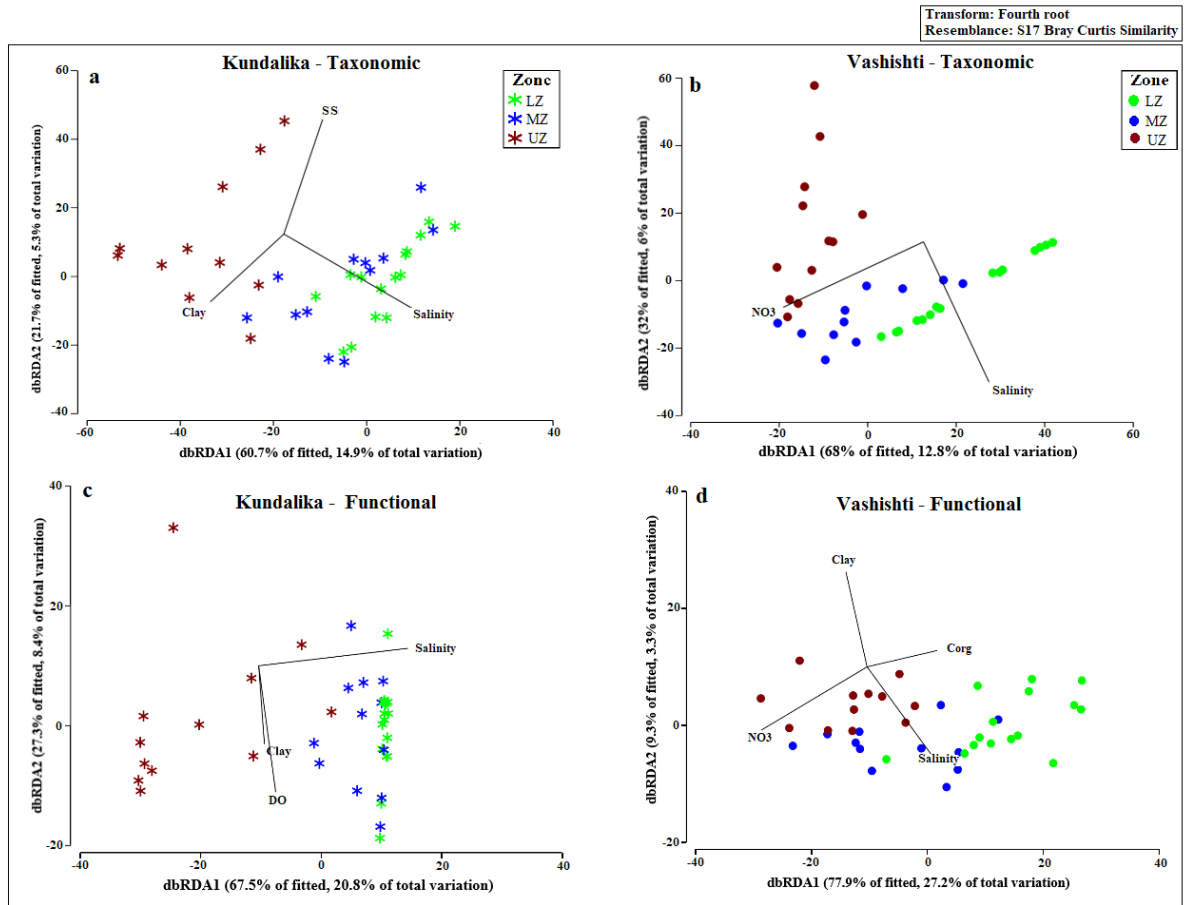 Transform: Fourth root
Resemblance: S17 Bray Curtis Similarity
a
Kundalika - Taxonomic
Zone
LZ
MZ
UZ
SS
Clay
Salinity
60
40
20
0
-20
-40
-60
-40
-20
0
20
40
dbRDA2 (21.7% of fitted, 5.3% of total variation)
dbRDA1 (60.7% of fitted, 14.9% of total variation)
b
Vashishti - Taxonomic
Zone
LZ
MZ
UZ
NO3
Salinity
60
40
20
0
-20
-40
-40
-20
0
20
40
60
dbRDA2 (32% of fitted, 6% of total variation)
dbRDA1 (68% of fitted, 12.8% of total variation)
c
Kundalika - Functional
Salinity
Clay
DO
40
20
0
-20
-40
-20
0
20
40
dbRDA2 (27.3% of fitted, 8.4% of total variation)
dbRDA1 (67.5% of fitted, 20.8% of total variation)
d
Vashishti - Functional
Clay
Corg
NO3
Salinity
40
20
0
-20
-40
-20
0
20
40
dbRDA2 (9.3% of fitted, 3.3% of total variation)
dbRDA1 (77.9% of fitted, 27.2% of total variation)